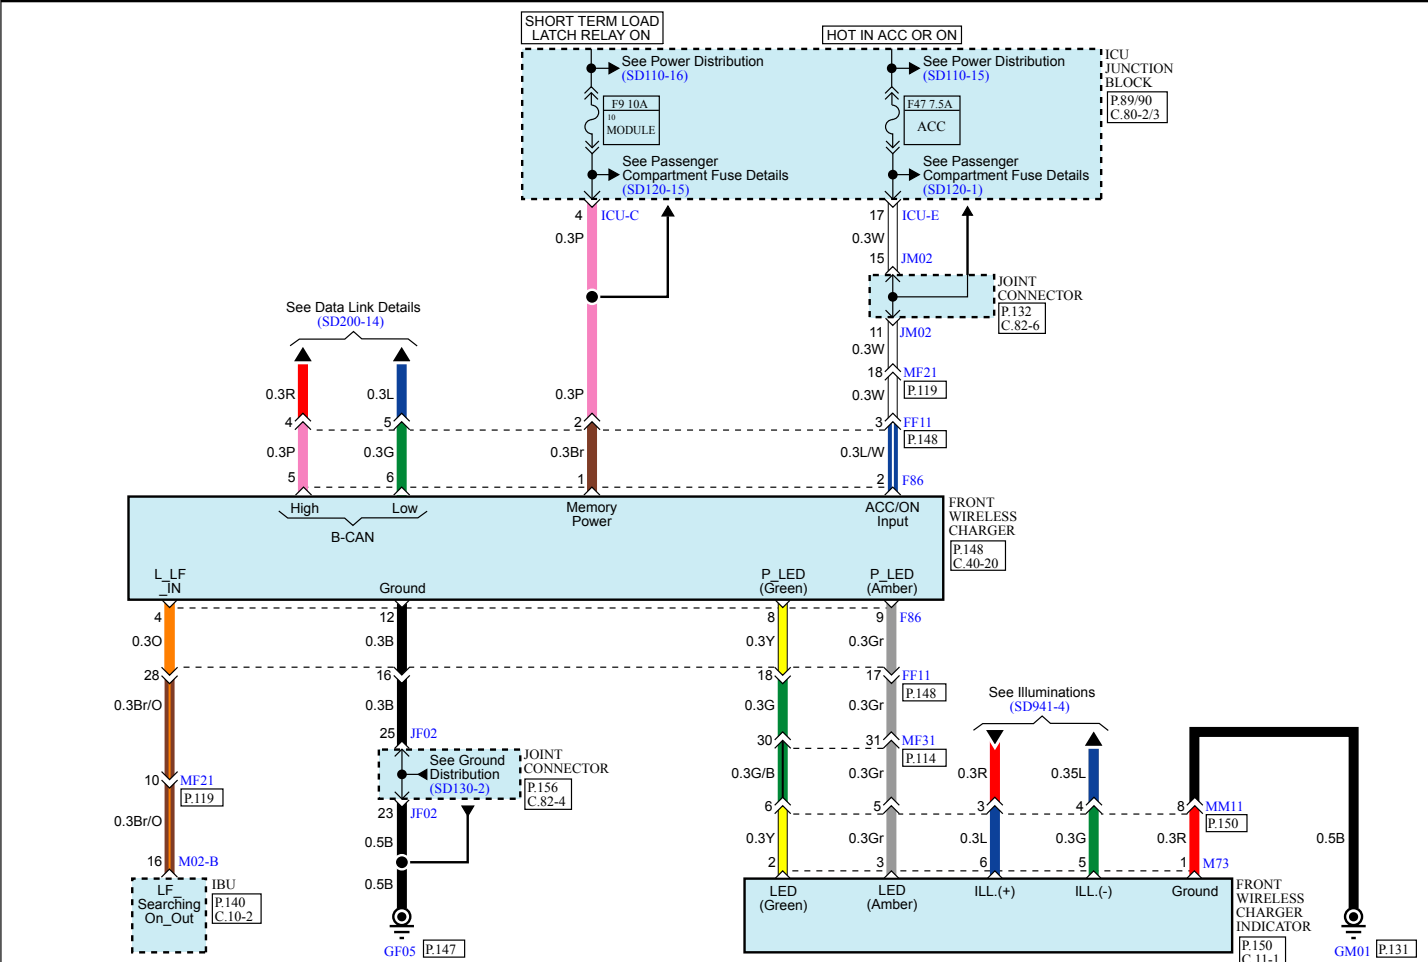 SHORT TERM LOAD
LATCH RELAY ON
HOT IN ACC OR ON
See Power Distribution
(SD110-16)
See Power Distribution
(SD110-15)
ICU
JUNCTION
BLOCK
P.89/90
C.80-2/3
F9 10A
10
MODULE
F47 7.5A
ACC
See Passenger
Compartment Fuse Details
(SD120-15)
See Passenger
Compartment Fuse Details
(SD120-1)
4 ICU-C
17 ICU-E
0.3P
0.3W
15 JM02
JOINT
CONNECTOR
P.132
C.82-6
See Data Link Details
(SD200-14)
11 JM02
0.3W
18 MF21
P.119
0.3R
0.3L
0.3P
0.3W
4
5
2
3 FF11
P.148
0.3P
0.3G
0.3Br
0.3L/W
5
6
1
2 F86
High
Low
B-CAN
Memory
Power
ACC/ON
Input
FRONT
WIRELESS
CHARGER
P.148
C.40-20
L_LF
_IN
Ground
P_LED
(Green)
P_LED
(Amber)
4
12
8
9 F86
0.3O
0.3B
0.3Y
0.3Gr
28
16
18
17 FF11
P.148
0.3Br/O
0.3B
0.3G
0.3Gr
See Illuminations
(SD941-4)
25 JF02
30
31 MF31
P.114
See Ground
Distribution
(SD130-2)
JOINT
CONNECTOR
P.156
C.82-4
10 MF21
P.119
0.3G/B
0.3Gr
0.3R
0.35L
23 JF02
6
5
3
4
8 MM11
P.150
0.3Br/O
0.5B
0.3Y
0.3Gr
0.3L
0.3G
0.3R
0.5B
16 M02-B
2
3
6
5
1 M73
LF_
Searching
On_Out
IBU
P.140
C.10-2
0.5B
LED
(Green)
LED
(Amber)
ILL.(+)
ILL.(-)
Ground
FRONT
WIRELESS
CHARGER
INDICATOR
P.150
C.11-1
GF05 P.147
GM01 P.131